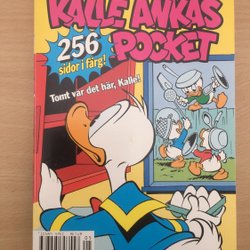 KALLE ANKAS
POCKET
256
sidor i färg!
Tomt var det här, Kalle!